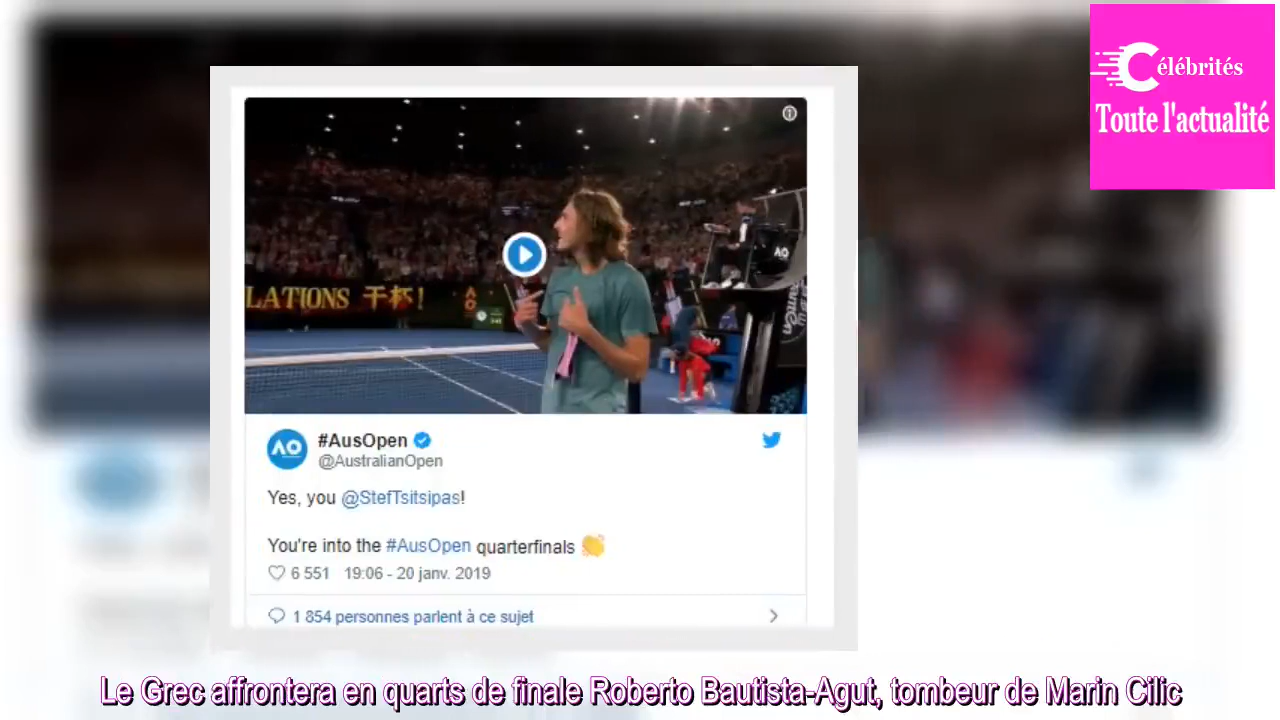 Célébrités
Toute l'actualité
LATIONS 干杯!
AO
AO
#AusOpen
@AustralianOpen
Yes, you @StefTsitsipas!
You're into the #AusOpen quarterfinals 👏
6 551 19:06 - 20 janv. 2019
1 854 personnes parlent à ce sujet
Le Grec affrontera en quarts de finale Roberto Bautista-Agut, tombeur de Marin Cilic